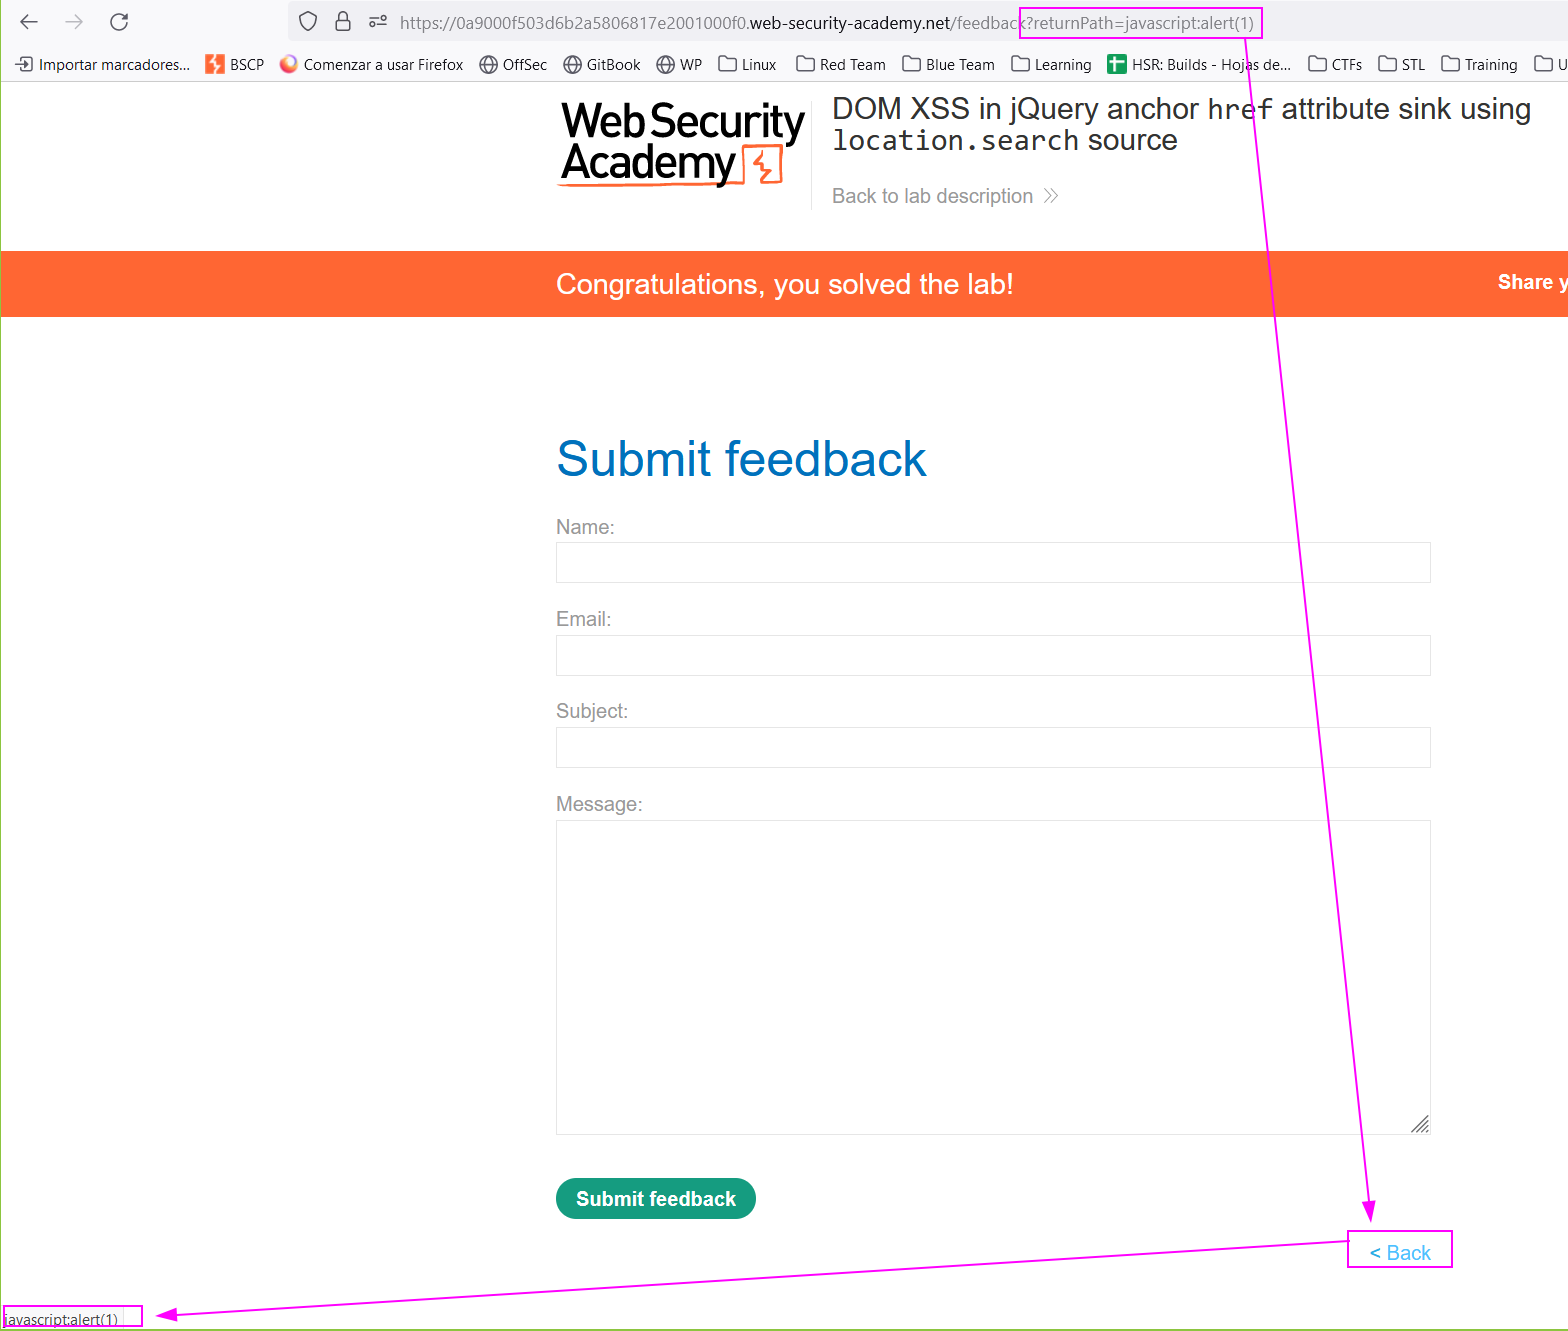 https://0a9000f503d6b2a5806817e2001000f0.web-security-academy.net/feedback?returnPath=javascript:alert(1)
Importar marcadores... BSCP Comenzar a usar Firefox OffSec GitBook WP Linux Red Team Blue Team Learning HSR: Builds - Hojas de... CTFs STL Training U
Web Security
Academy
DOM XSS in jQuery anchor href attribute sink using
location.search source
Back to lab description
Congratulations, you solved the lab!
Share y
Submit feedback
Name:
Email:
Subject:
Message:
Submit feedback
< Back
javascript:alert(1)